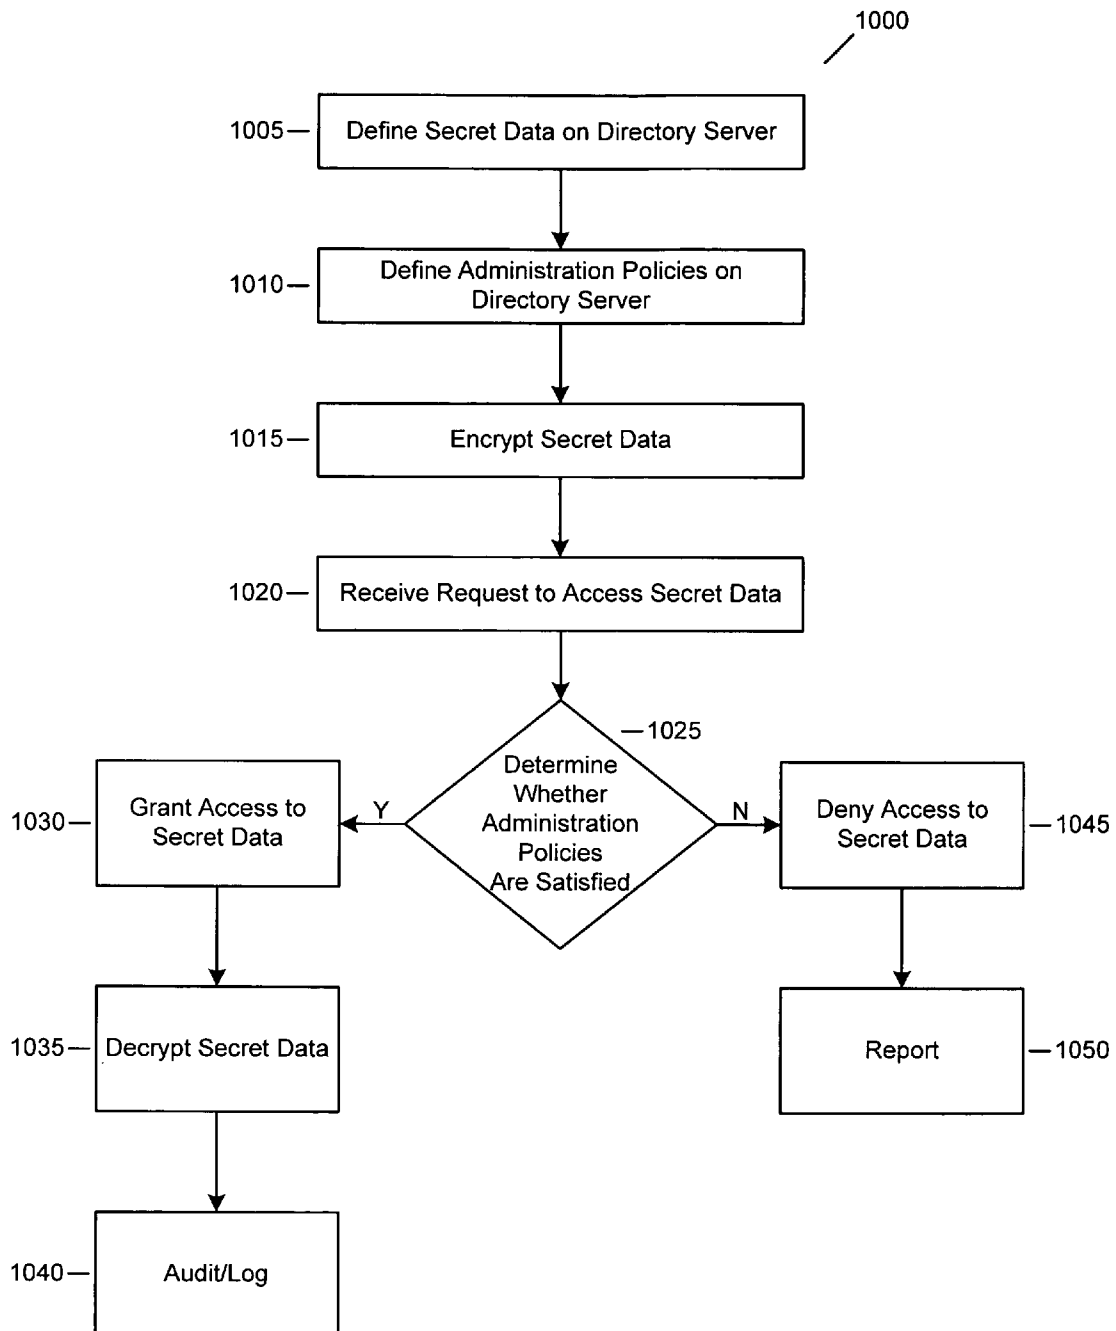 1000
1005
Define Secret Data on Directory Server
1010
Define Administration Policies on
Directory Server
1015
Encrypt Secret Data
1020
Receive Request to Access Secret Data
1025
Determine
Whether
Administration
Policies
Are Satisfied
Y
N
1030
Grant Access to
Secret Data
Deny Access to
Secret Data
1045
1035
Decrypt Secret Data
Report
1050
1040
Audit/Log